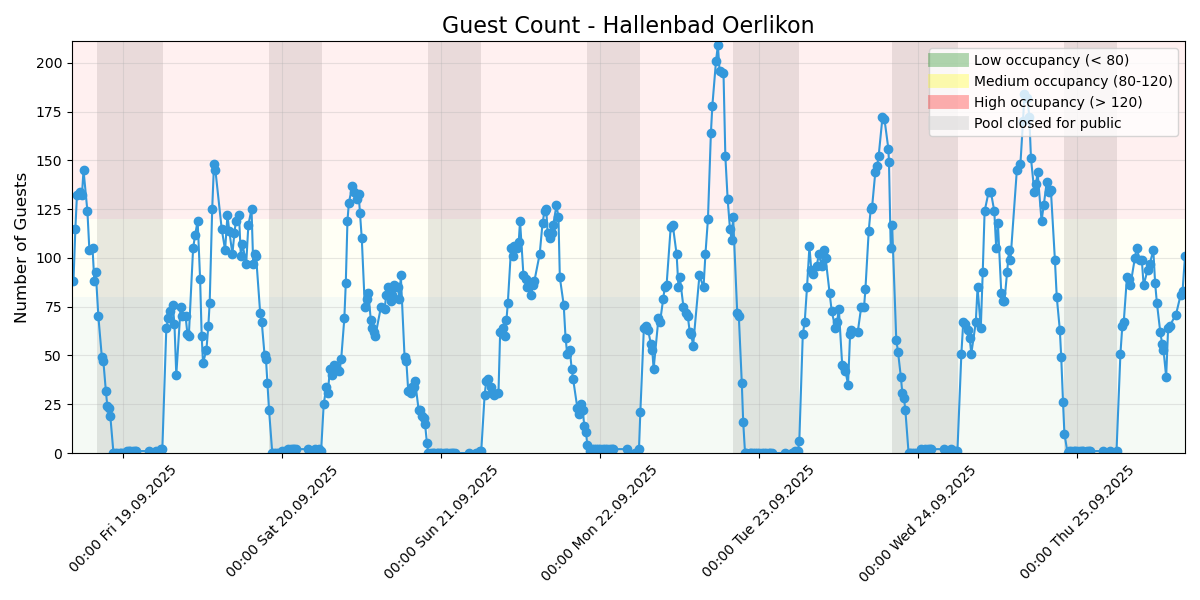 Guest Count - Hallenbad Oerlikon
Number of Guests
200
175
150
125
100
75
50
25
0
Low occupancy (< 80)
Medium occupancy (80-120)
High occupancy (> 120)
Pool closed for public
00:00 Fri 19.09.2025
00:00 Sat 20.09.2025
00:00 Sun 21.09.2025
00:00 Mon 22.09.2025
00:00 Tue 23.09.2025
00:00 Wed 24.09.2025
00:00 Thu 25.09.2025